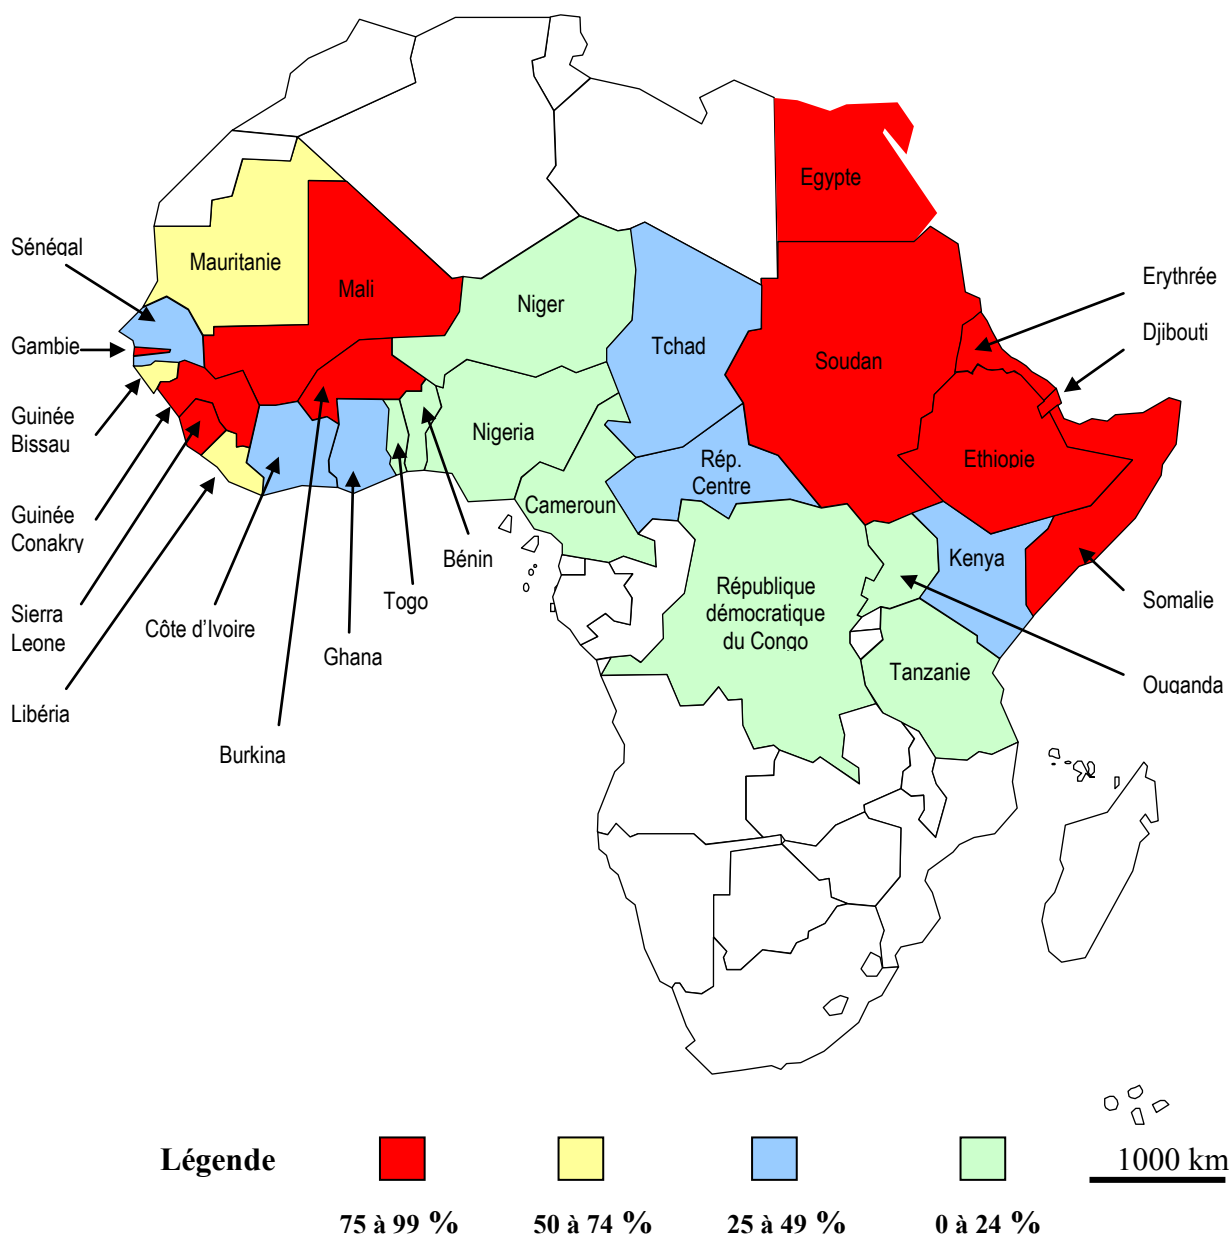 Egypte
Sénégal
Mauritanie
Mali
Niger
Erythrée
Gambie
Tchad
Soudan
Djibouti
Guinée
Bissau
Nigeria
Rép.
Centre
Ethiopie
Cameroun
Guinée
Conakry
Bénin
Kenya
Togo
République
démocratique
du Congo
Somalie
Sierra
Leone
Côte d'Ivoire
Ghana
Tanzanie
Ouganda
Libéria
Burkina
Légende
1000 km
75 à 99 %
50 à 74 %
25 à 49 %
0 à 24 %